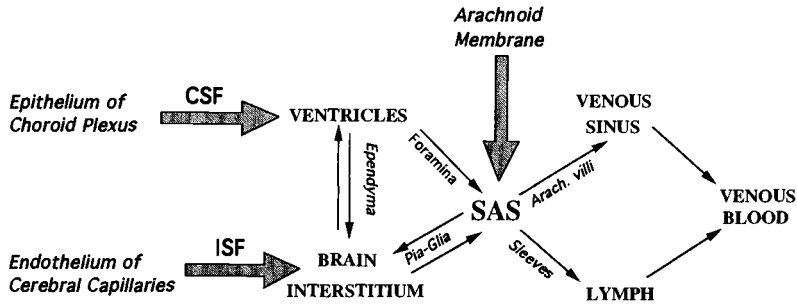 Arachnoid
Membrane
Epithelium of
Choroid Plexus
CSF
VENTRICLES
Ependyma
Foramina
VENOUS
SINUS
Arach. villi
SAS
VENOUS
BLOOD
Pia-Glia
Sleeves
Endothelium of
Cerebral Capillaries
ISF
BRAIN
INTERSTITIUM
LYMPH